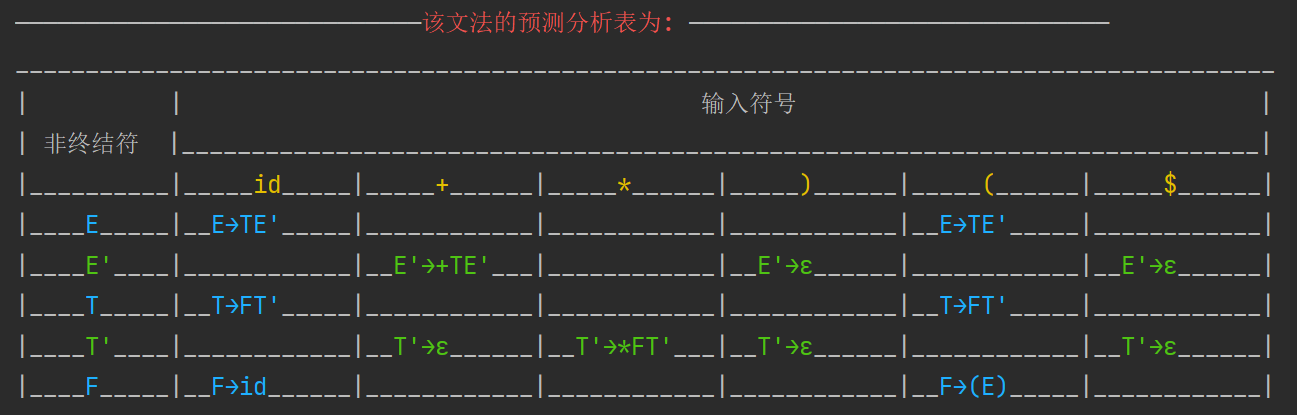 该文法的预测分析表为:
输入符号
非终结符
id + * ) ( $
E E→TE' E→TE'
E' E'→+TE' E'→ε E'→ε
T T→FT' T→FT'
T' T'→ε T'→*FT' T'→ε T'→ε
F F→id F→(E)